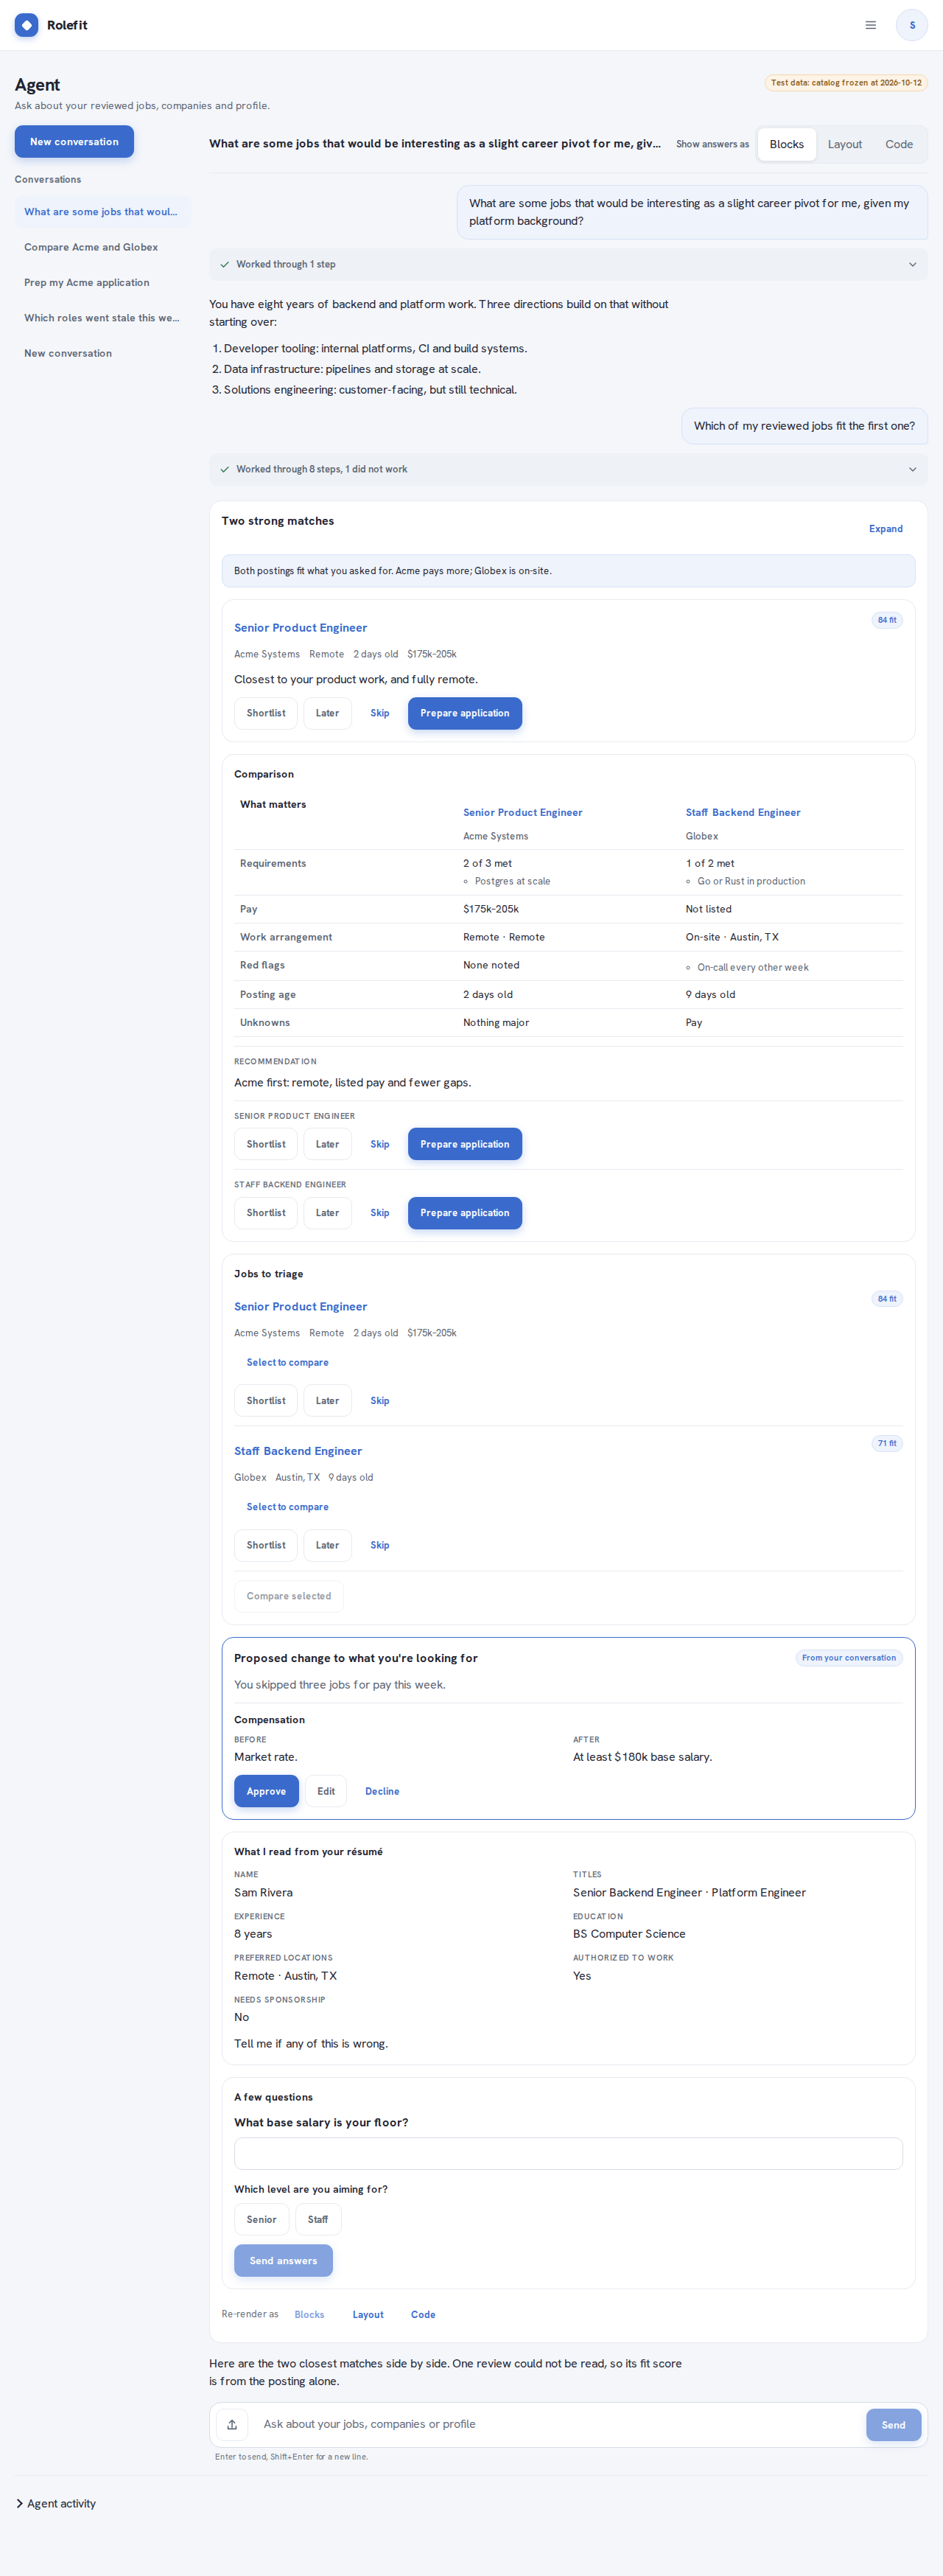 Rolefit
S
Agent
Test data: catalog frozen at 2026-10-12
Ask about your reviewed jobs, companies and profile.
New conversation
Conversations
What are some jobs that woul…
Compare Acme and Globex
Prep my Acme application
Which roles went stale this we…
New conversation
What are some jobs that would be interesting as a slight career pivot for me, giv…
Show answers as
Blocks
Layout
Code
What are some jobs that would be interesting as a slight career pivot for me, given my
platform background?
Worked through 1 step
You have eight years of backend and platform work. Three directions build on that without
starting over:
1. Developer tooling: internal platforms, CI and build systems.
2. Data infrastructure: pipelines and storage at scale.
3. Solutions engineering: customer-facing, but still technical.
Which of my reviewed jobs fit the first one?
Worked through 8 steps, 1 did not work
Two strong matches
Expand
Both postings fit what you asked for. Acme pays more; Globex is on-site.
Senior Product Engineer
84 fit
Acme Systems Remote 2 days old $175k-205k
Closest to your product work, and fully remote.
Shortlist Later Skip Prepare application
Comparison
What matters Senior Product Engineer Staff Backend Engineer
Acme Systems Globex
Requirements 2 of 3 met 1 of 2 met
Postgres at scale Go or Rust in production
Pay $175k-205k Not listed
Work arrangement Remote · Remote On-site · Austin, TX
Red flags None noted On-call every other week
Posting age 2 days old 9 days old
Unknowns Nothing major Pay
RECOMMENDATION
Acme first: remote, listed pay and fewer gaps.
SENIOR PRODUCT ENGINEER
Shortlist Later Skip Prepare application
STAFF BACKEND ENGINEER
Shortlist Later Skip Prepare application
Jobs to triage
Senior Product Engineer
84 fit
Acme Systems Remote 2 days old $175k-205k
Select to compare
Shortlist Later Skip
Staff Backend Engineer
71 fit
Globex Austin, TX 9 days old
Select to compare
Shortlist Later Skip
Compare selected
Proposed change to what you're looking for
From your conversation
You skipped three jobs for pay this week.
Compensation
BEFORE AFTER
Market rate. At least $180k base salary.
Approve Edit Decline
What I read from your résumé
NAME TITLES
Sam Rivera Senior Backend Engineer · Platform Engineer
EXPERIENCE EDUCATION
8 years BS Computer Science
PREFERRED LOCATIONS AUTHORIZED TO WORK
Remote · Austin, TX Yes
NEEDS SPONSORSHIP
No
Tell me if any of this is wrong.
A few questions
What base salary is your floor?
Which level are you aiming for?
Senior Staff
Send answers
Re-render as Blocks Layout Code
Here are the two closest matches side by side. One review could not be read, so its fit score
is from the posting alone.
Ask about your jobs, companies or profile
Send
Enter to send, Shift+Enter for a new line.
Agent activity